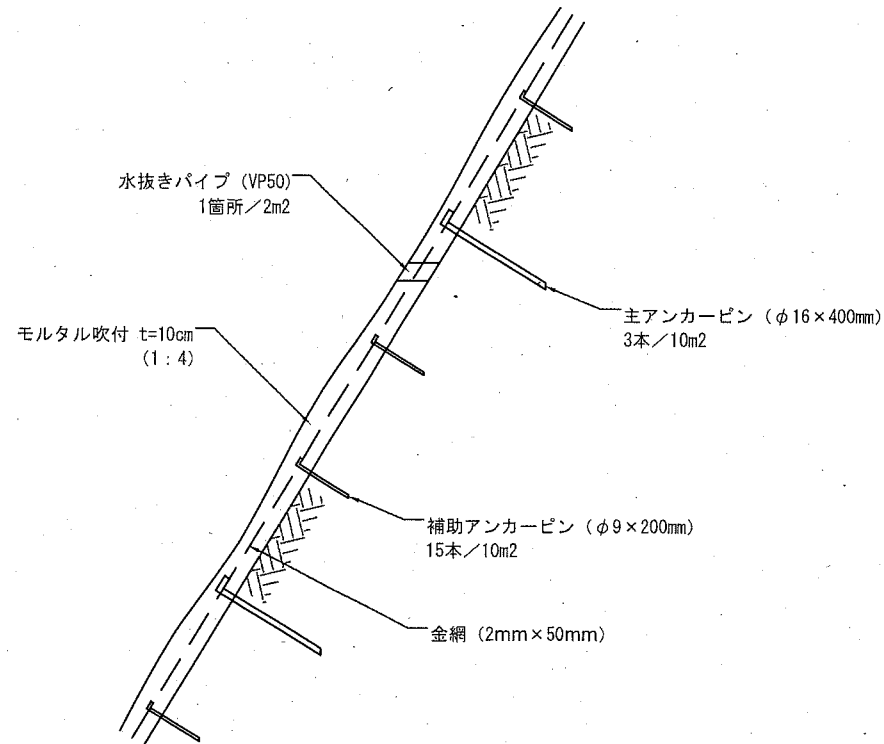 水抜きパイプ (VP50)
1箇所／2m2
主アンカーピン (φ16×400mm)
3本／10m2
モルタル吹付 t=10cm
(1：4)
補助アンカーピン (φ9×200mm)
15本／10m2
金網 (2mm×50mm)